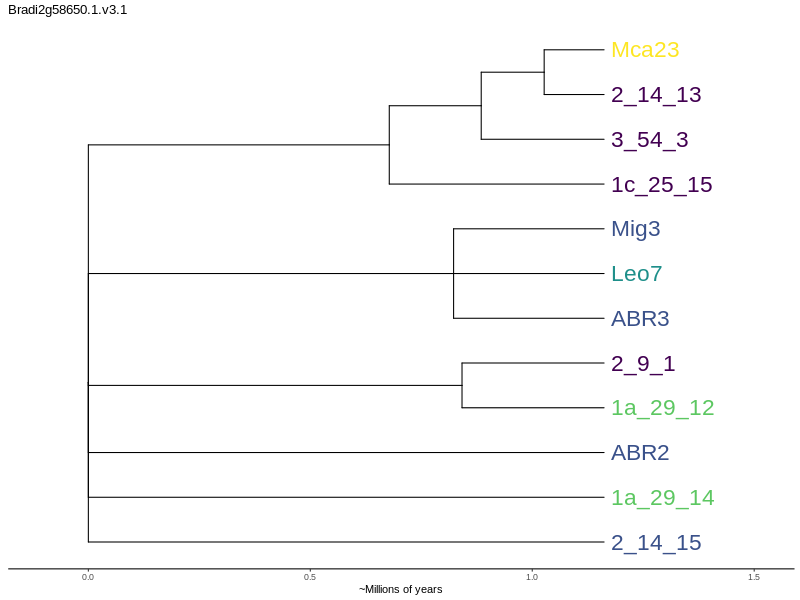 Bradi2g58650.1.v3.1
Mca23
2_14_13
3_54_3
1c_25_15
Mig3
Leo7
ABR3
2_9_1
1a_29_12
ABR2
1a_29_14
2_14_15
0.0 0.5 1.0 1.5
~Millions of years